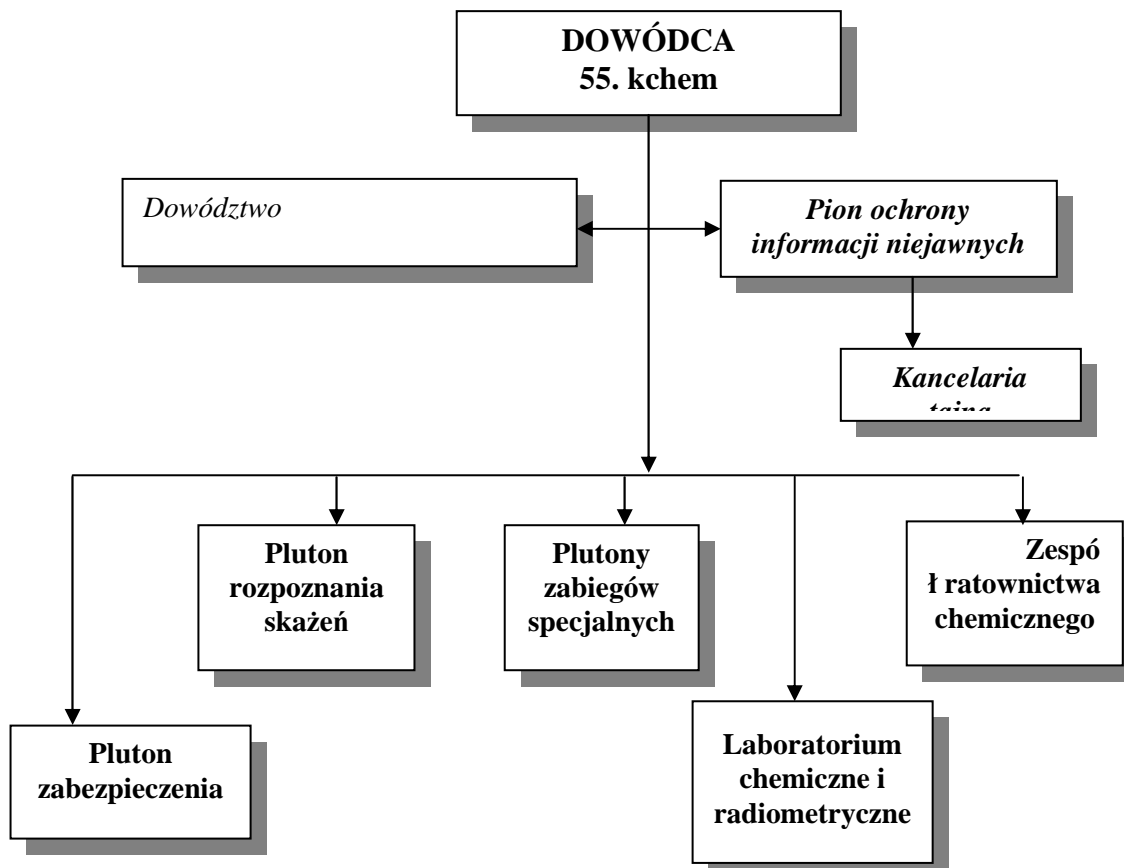 DOWÓDCA
55. kchem
Dowództwo
Pion ochrony
informacji niejawnych
Kancelaria
tajna
Pluton
rozpoznania
skażeń
Plutony
zabiegów
specjalnych
Zespó
ł ratownictwa
chemicznego
Pluton
zabezpieczenia
Laboratorium
chemiczne i
radiometryczne